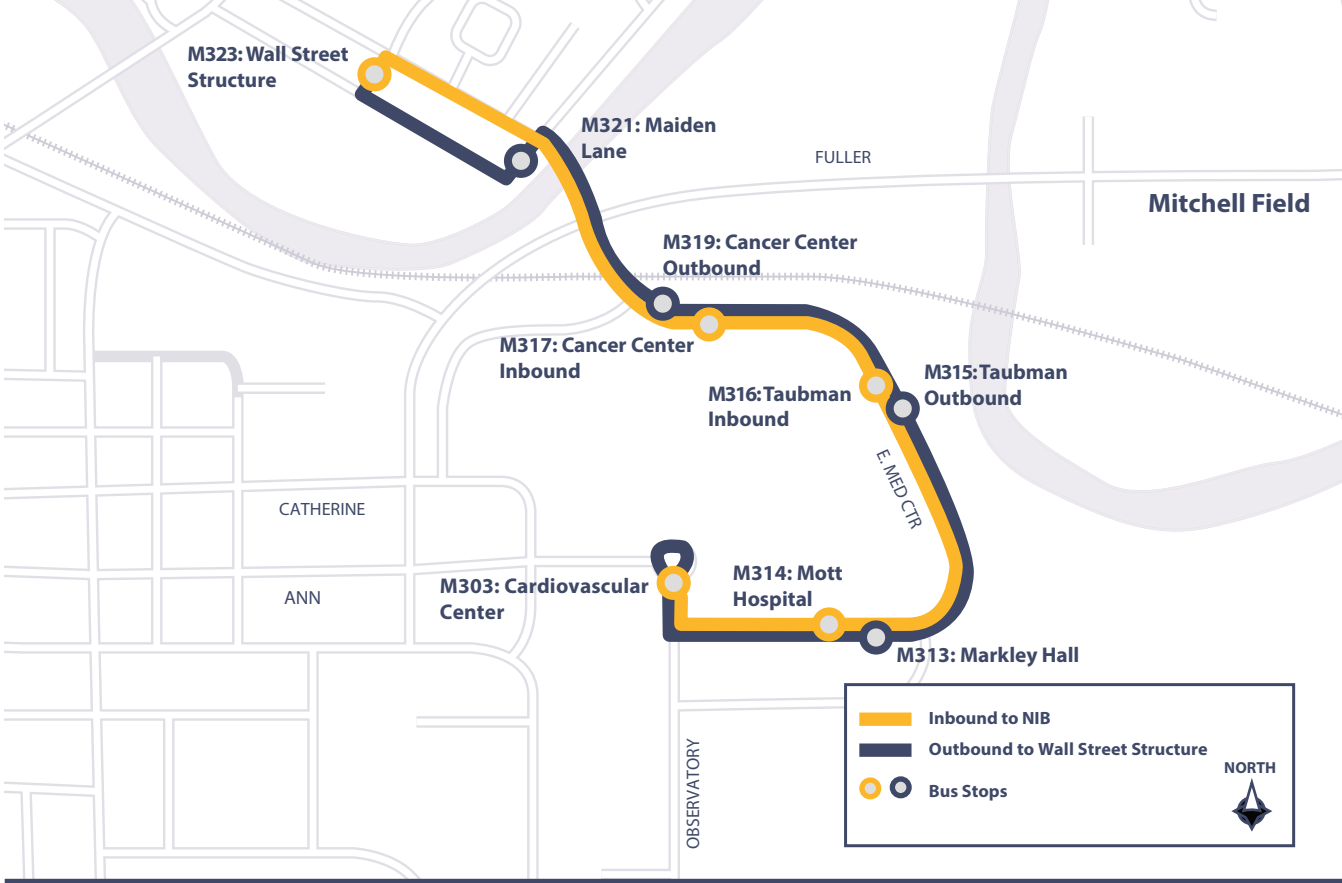 M323: Wall Street
Structure
M321: Maiden
Lane
FULLER
Mitchell Field
M319: Cancer Center
Outbound
M317: Cancer Center
Inbound
M315: Taubman
Outbound
M316: Taubman
Inbound
E. MED CTR
CATHERINE
M303: Cardiovascular
Center
M314: Mott
Hospital
ANN
M313: Markley Hall
OBSERVATORY
Inbound to NIB
Outbound to Wall Street Structure
Bus Stops
NORTH